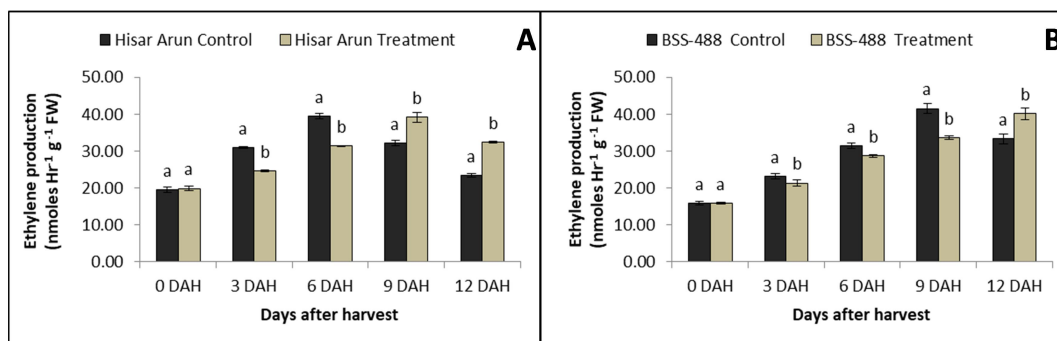 Hisar Arun Control Hisar Arun Treatment A
Ethylene production
(nmoles Hr-1 g-1 FW)
50.00
40.00
30.00
20.00
10.00
0.00
a a a b a b a b a b
0 DAH 3 DAH 6 DAH 9 DAH 12 DAH
Days after harvest
BSS-488 Control BSS-488 Treatment B
Ethylene production
(nmoles Hr-1 g-1 FW)
50.00
40.00
30.00
20.00
10.00
0.00
a a a b a b a b a b
0 DAH 3 DAH 6 DAH 9 DAH 12 DAH
Days after harvest